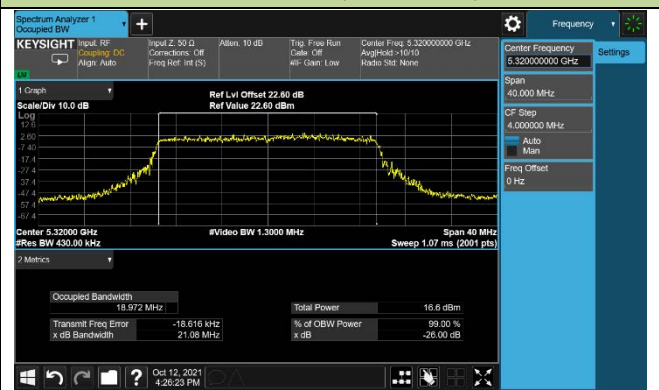 Spectrum Analyzer 1
Occupied BW
Frequency
KEYSIGHT
Input: RF
Coupling: DC
Align: Auto
Input Z: 50 Ω
Corrections: Off
Freq Ref: Int (S)
Atten: 10 dB
Trig: Free Run
Gate: Off
#IF Gain: Low
Center Freq: 5.320000000 GHz
Avg|Hold:>10/10
Radio Std: None
Center Frequency
5.320000000 GHz
Settings
Span
40.000 MHz
CF Step
4.000000 MHz
Auto
Man
Freq Offset
0 Hz
1 Graph
Scale/Div 10.0 dB
Ref Lvl Offset 22.60 dB
Ref Value 22.60 dBm
Log
12.6
2.60
-7.40
-17.4
-27.4
-37.4
-47.4
-57.4
-67.4
Center 5.32000 GHz
#Res BW 430.00 kHz
#Video BW 1.3000 MHz
Span 40 MHz
Sweep 1.07 ms (2001 pts)
2 Metrics
Occupied Bandwidth
18.972 MHz
Total Power 16.6 dBm
Transmit Freq Error -18.616 kHz
% of OBW Power 99.00 %
x dB Bandwidth 21.08 MHz
x dB -26.00 dB
Oct 12, 2021
4:26:23 PM